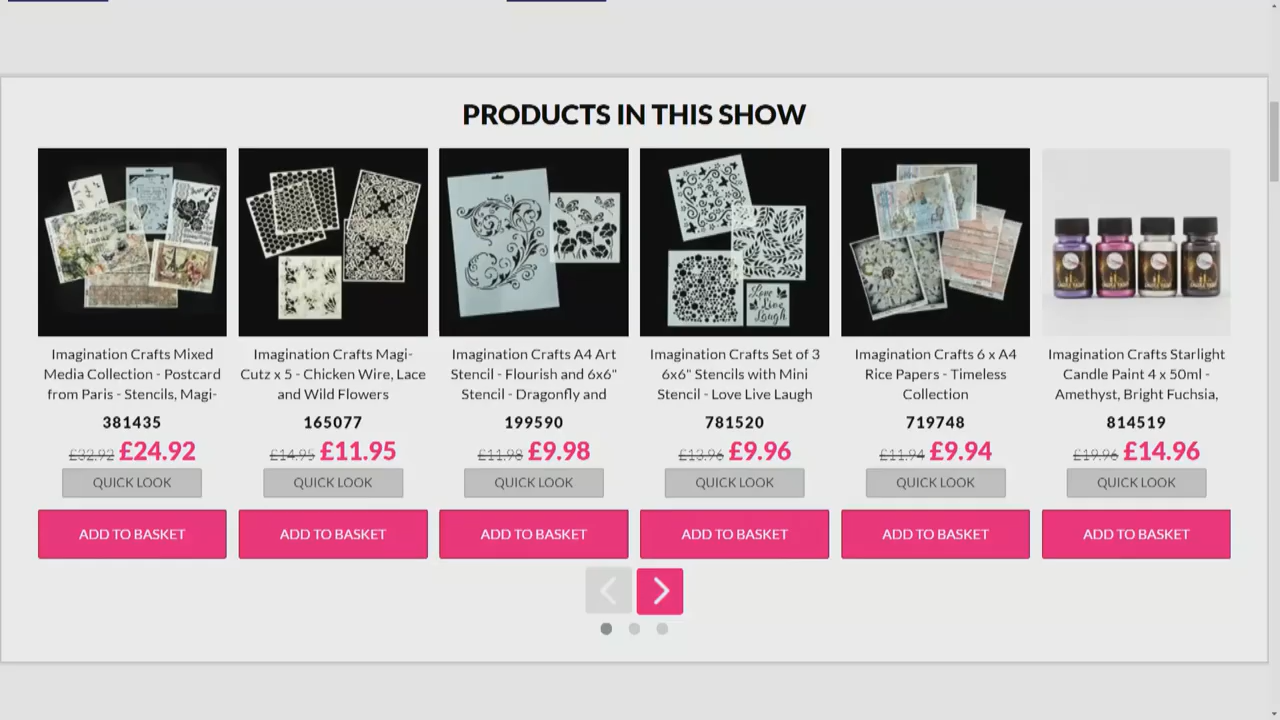 PRODUCTS IN THIS SHOW
Imagination Crafts Mixed
Media Collection - Postcard
from Paris - Stencils, Magi-
381435
£32.92 £24.92
QUICK LOOK
ADD TO BASKET
Imagination Crafts Magi-
Cutz x 5 - Chicken Wire, Lace
and Wild Flowers
165077
£14.95 £11.95
QUICK LOOK
ADD TO BASKET
Imagination Crafts A4 Art
Stencil - Flourish and 6x6"
Stencil - Dragonfly and
199590
£11.98 £9.98
QUICK LOOK
ADD TO BASKET
Love
Live
Laugh
Imagination Crafts Set of 3
6x6" Stencils with Mini
Stencil - Love Live Laugh
781520
£13.96 £9.96
QUICK LOOK
ADD TO BASKET
Imagination Crafts 6 x A4
Rice Papers - Timeless
Collection
719748
£11.94 £9.94
QUICK LOOK
ADD TO BASKET
Imagination Crafts Starlight
Candle Paint 4 x 50ml -
Amethyst, Bright Fuchsia,
814519
£19.96 £14.96
QUICK LOOK
ADD TO BASKET